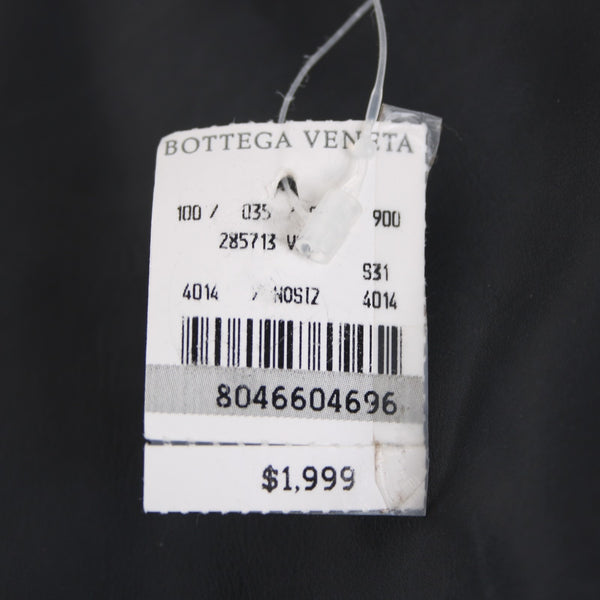 BOTTEGA VENETA
100 / 035 900
285713 V
S31
4014 / NOSIZ 4014
8046604696
$1,999